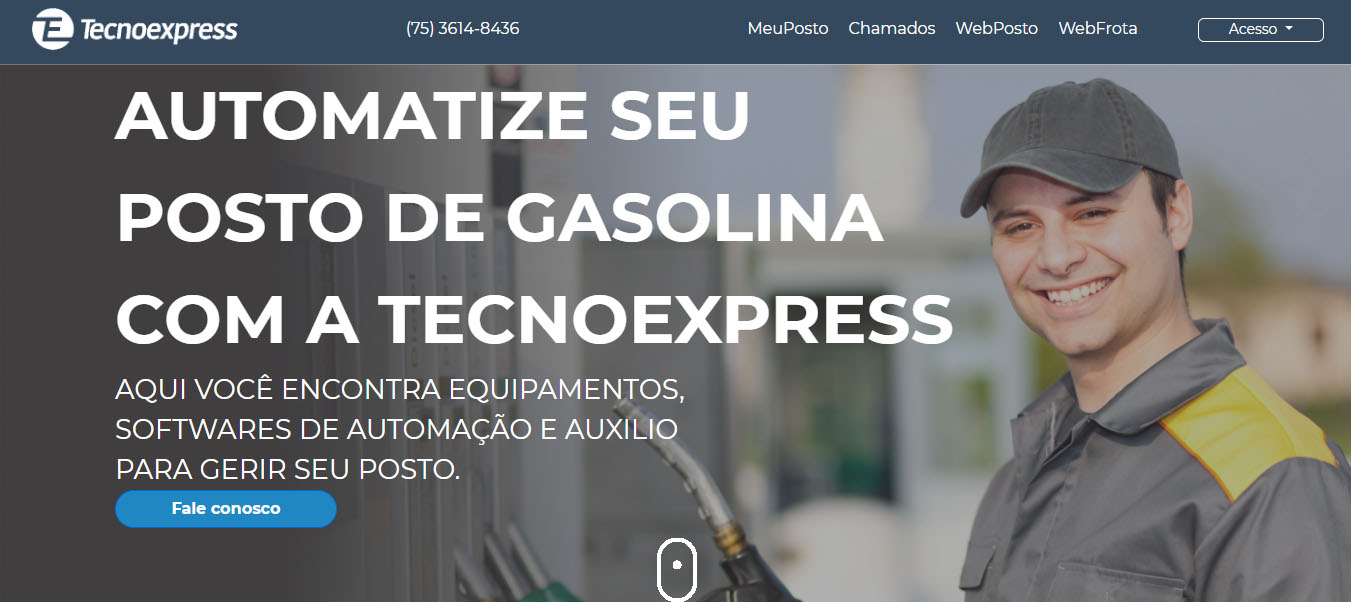 Tecnoexpress
(75) 3614-8436
MeuPosto
Chamados
WebPosto
WebFrota
Acesso
AUTOMATIZE SEU
POSTO DE GASOLINA
COM A TECNOEXPRESS
AQUI VOCÊ ENCONTRA EQUIPAMENTOS,
SOFTWARES DE AUTOMAÇÃO E AUXILIO
PARA GERIR SEU POSTO.
Fale conosco